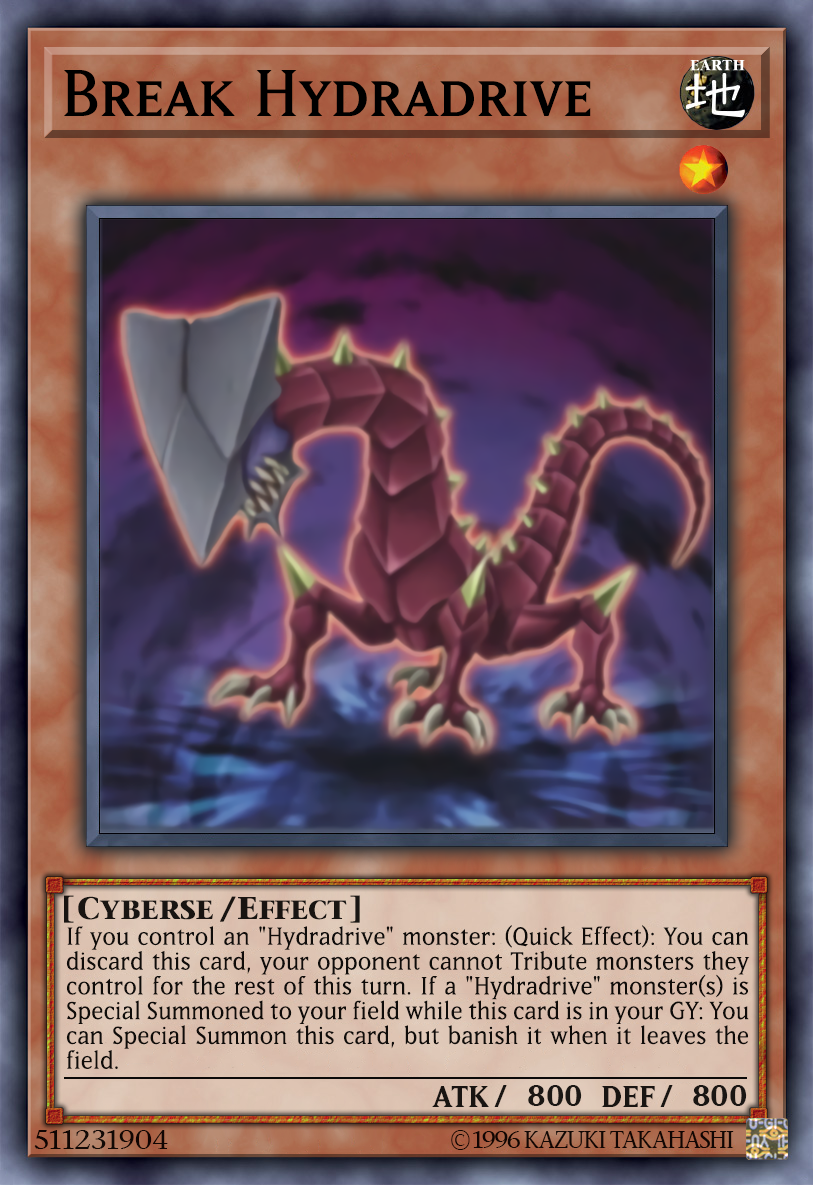 BREAK HYDRADRIVE
EARTH
地
[CYBERSE /EFFECT]
If you control an "Hydradrive" monster: (Quick Effect): You can
discard this card, your opponent cannot Tribute monsters they
control for the rest of this turn. If a "Hydradrive" monster(s) is
Special Summoned to your field while this card is in your GY: You
can Special Summon this card, but banish it when it leaves the
field.
ATK / 800 DEF / 800
511231904
©1996 KAZUKI TAKAHASHI